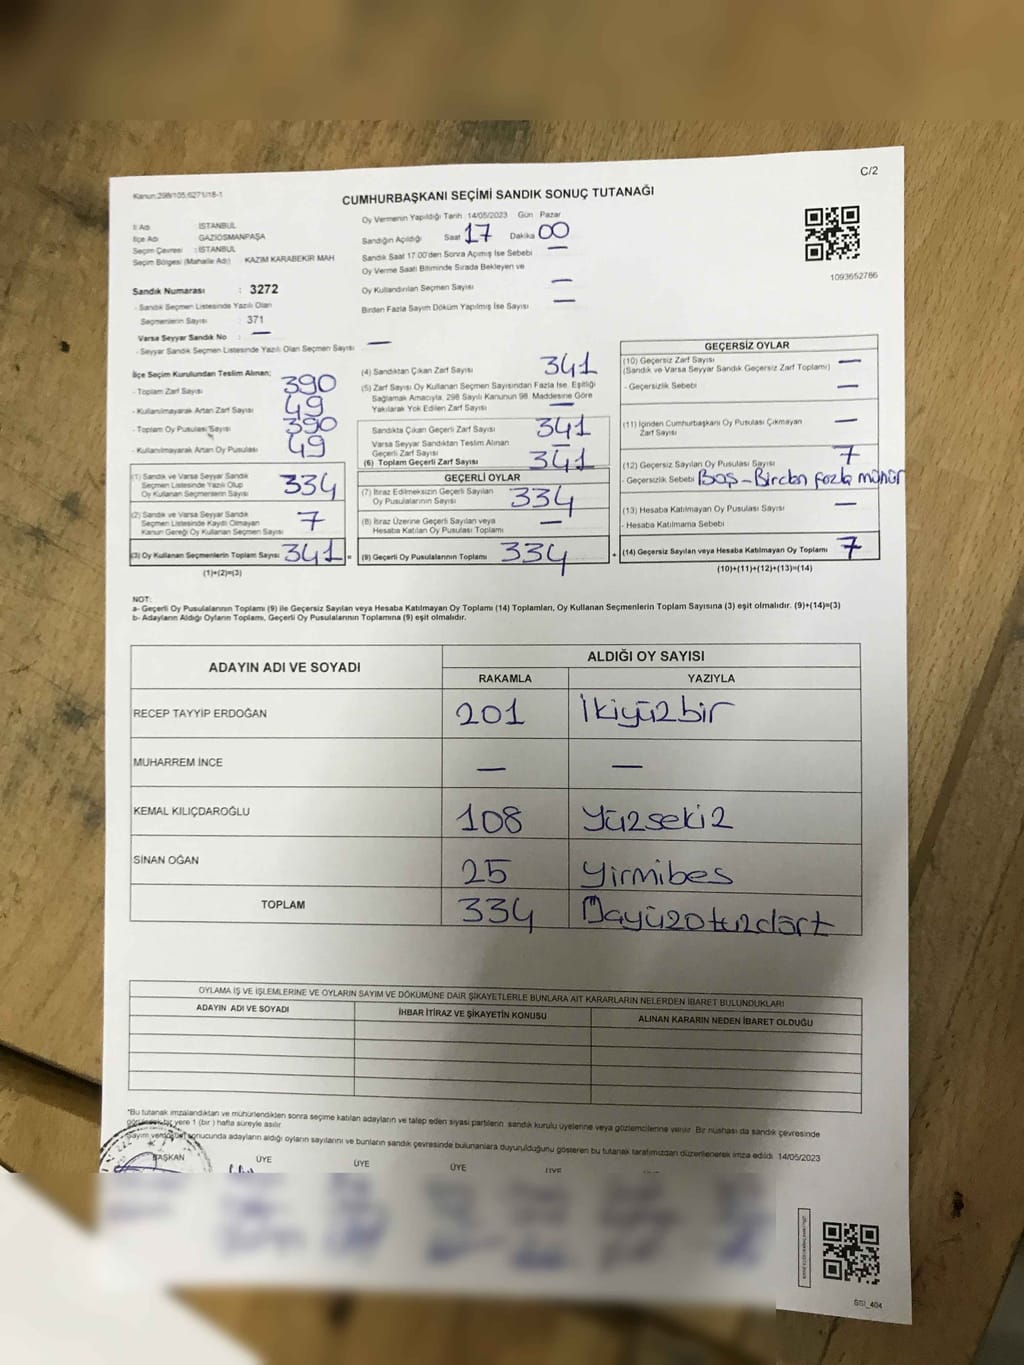 C/2
Kanun:298/105;6271/18-1
CUMHURBAŞKANI SEÇİMİ SANDIK SONUÇ TUTANAĞI
İl Adı İSTANBUL
İlçe Adı GAZİOSMANPAŞA
Seçim Çevresi : İSTANBUL
Seçim Bölgesi (Mahalle Adı) KAZIM KARABEKİR MAH
Sandık Numarası : 3272
- Sandık Seçmen Listesinde Yazılı Olan
Seçmenlerin Sayısı : 371
Varsa Seyyar Sandık No : —
- Seyyar Sandık Seçmen Listesinde Yazılı Olan Seçmen Sayısı —
Oy Vermenin Yapıldığı Tarih : 14/05/2023 Gün Pazar
Sandığın Açıldığı Saat 17 Dakika 00
Sandık Saat 17:00'den Sonra Açılmış İse Sebebi —
Oy Verme Saati Bitiminde Sırada Bekleyen ve
Oy Kullandırılan Seçmen Sayısı —
Birden Fazla Sayım Döküm Yapılmış İse Sayısı —
1093652786
İlçe Seçim Kurulundan Teslim Alınan;
- Toplam Zarf Sayısı 390
- Kullanılmayarak Artan Zarf Sayısı 49
- Toplam Oy Pusulası Sayısı 390
- Kullanılmayarak Artan Oy Pusulası 49
(1) Sandık ve Varsa Seyyar Sandık
Seçmen Listesinde Yazılı Olup
Oy Kullanan Seçmenlerin Sayısı 334
(2) Sandık ve Varsa Seyyar Sandık
Seçmen Listesinde Kaydı Olmayan
Kanun Gereği Oy Kullanan Seçmen Sayısı 7
(3) Oy Kullanan Seçmenlerin Toplam Sayısı 341 =
(1)+(2)=(3)
(4) Sandıktan Çıkan Zarf Sayısı 341
(5) Zarf Sayısı Oy Kullanan Seçmen Sayısından Fazla İse, Eşitliği
Sağlamak Amacıyla, 298 Sayılı Kanunun 98. Maddesine Göre
Yakılarak Yok Edilen Zarf Sayısı —
Sandıkta Çıkan Geçerli Zarf Sayısı 341
Varsa Seyyar Sandıktan Teslim Alınan
Geçerli Zarf Sayısı —
(6) Toplam Geçerli Zarf Sayısı 341
GEÇERLİ OYLAR
(7) İtiraz Edilmeksizin Geçerli Sayılan
Oy Pusulalarının Sayısı 334
(8) İtiraz Üzerine Geçerli Sayılan veya
Hesaba Katılan Oy Pusulası Toplamı —
(9) Geçerli Oy Pusulalarının Toplamı 334 +
GEÇERSİZ OYLAR
(10) Geçersiz Zarf Sayısı
(Sandık ve Varsa Seyyar Sandık Geçersiz Zarf Toplamı) —
- Geçersizlik Sebebi —
(11) İçinden Cumhurbaşkanı Oy Pusulası Çıkmayan
Zarf Sayısı —
(12) Geçersiz Sayılan Oy Pusulası Sayısı 7
- Geçersizlik Sebebi Boş - Birden fazla mühür
(13) Hesaba Katılmayan Oy Pusulası Sayısı —
- Hesaba Katılmama Sebebi —
(14) Geçersiz Sayılan veya Hesaba Katılmayan Oy Toplamı 7
(10)+(11)+(12)+(13)=(14)
NOT:
a- Geçerli Oy Pusulalarının Toplamı (9) ile Geçersiz Sayılan veya Hesaba Katılmayan Oy Toplamı (14) Toplamları, Oy Kullanan Seçmenlerin Toplam Sayısına (3) eşit olmalıdır. (9)+(14)=(3)
b- Adayların Aldığı Oyların Toplamı, Geçerli Oy Pusulalarının Toplamına (9) eşit olmalıdır.
ADAYIN ADI VE SOYADI
ALDIĞI OY SAYISI
RAKAMLA YAZIYLA
RECEP TAYYİP ERDOĞAN 201 İkiyüzbir
MUHARREM İNCE — —
KEMAL KILIÇDAROĞLU 108 Yüzsekiz
SİNAN OĞAN 25 Yirmibes
TOPLAM 334
OYLAMA İŞ VE İŞLEMLERİNE VE OYLARIN SAYIM VE DÖKÜMÜNE DAİR ŞİKAYETLERLE BUNLARA AİT KARARLARIN NELERDEN İBARET BULUNDUKLARI
ADAYIN ADI VE SOYADI İHBAR İTİRAZ VE ŞİKAYETİN KONUSU ALINAN KARARIN NEDEN İBARET OLDUĞU
*Bu tutanak imzalandıktan ve mühürlendikten sonra seçime katılan adayların ve talep eden siyasi partilerin sandık kurulu üyelerine veya gözlemcilerine verilir. Bir nüshası da sandık çevresinde
bir yere 1 (bir) hafta süreyle asılır.
sonucunda adayların aldığı oyların sayılarını ve bunların sandık çevresinde bulunanlara duyurulduğunu gösteren bu tutanak tarafımızdan düzenlenerek imza edildi. 14/05/2023
BAŞKAN ÜYE ÜYE ÜYE ÜYE
SSİ_404